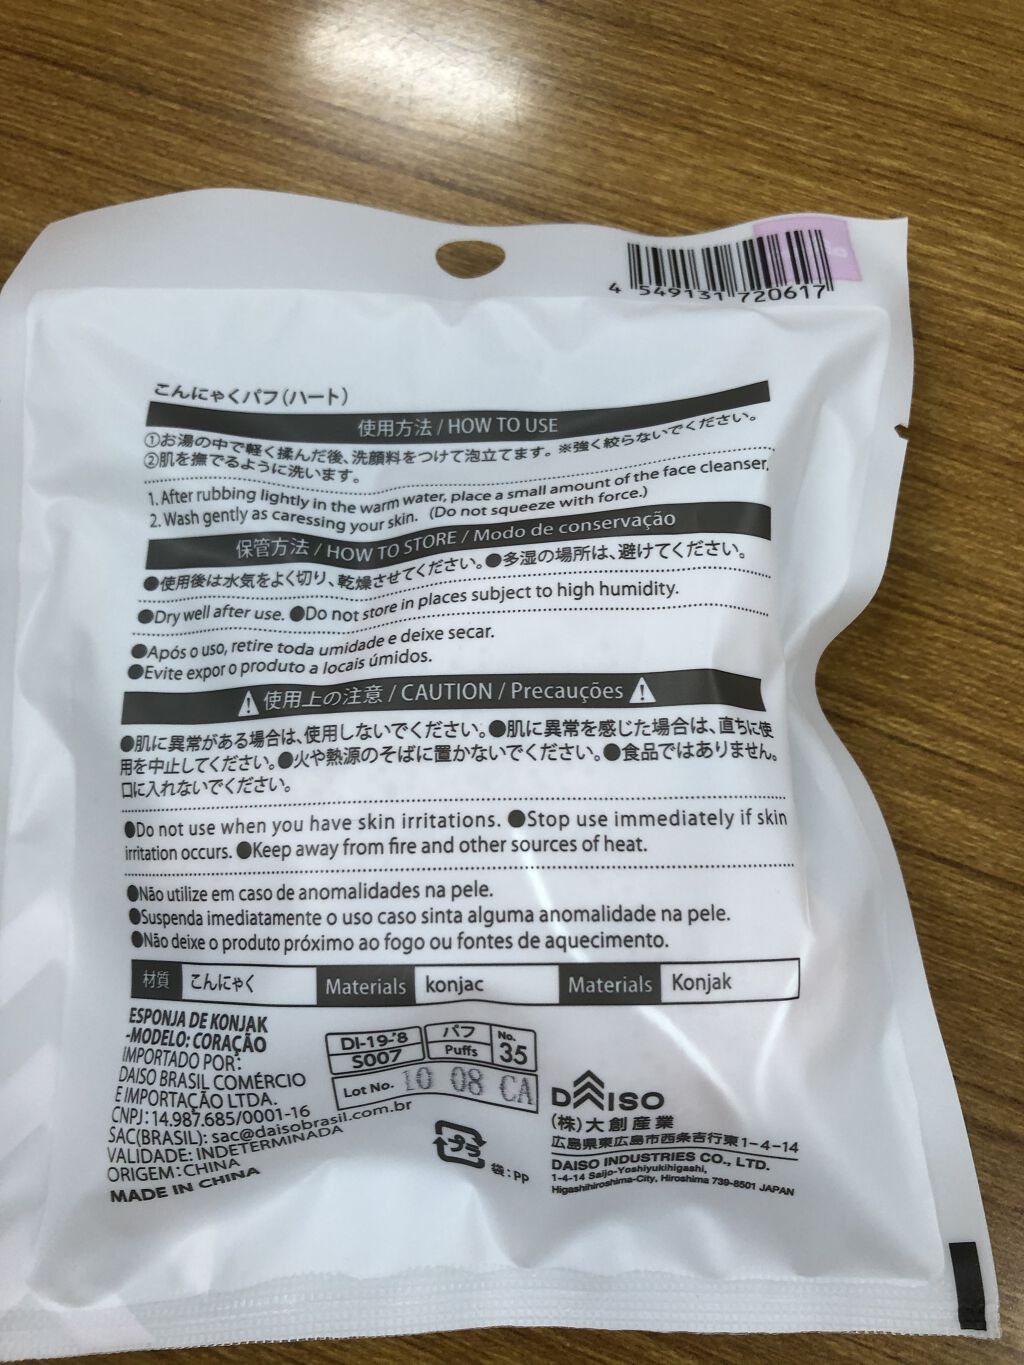 4 549131 720617
こんにゃくパフ（ハート）
使用方法 / HOW TO USE
①お湯の中で軽く揉んだ後、洗顔料をつけて泡立てます。※強く絞らないでください。
②肌を撫でるように洗います。
1. After rubbing lightly in the warm water, place a small amount of the face cleanser.
2. Wash gently as caressing your skin. (Do not squeeze with force.)
保管方法 / HOW TO STORE / Modo de conservação
●使用後は水気をよく切り、乾燥させてください。●多湿の場所は、避けてください。
●Dry well after use. ●Do not store in places subject to high humidity.
●Após o uso, retire toda umidade e deixe secar.
●Evite expor o produto a locais úmidos.
使用上の注意 / CAUTION / Precauções
●肌に異常がある場合は、使用しないでください。●肌に異常を感じた場合は、直ちに使
用を中止してください。●火や熱源のそばに置かないでください。●食品ではありません。
口に入れないでください。
●Do not use when you have skin irritations. ●Stop use immediately if skin
irritation occurs. ●Keep away from fire and other sources of heat.
●Não utilize em caso de anomalidades na pele.
●Suspenda imediatamente o uso caso sinta alguma anomalidade na pele.
●Não deixe o produto próximo ao fogo ou fontes de aquecimento.
材質 こんにゃく Materials konjac Materials Konjak
ESPONJA DE KONJAK
-MODELO: CORAÇÃO
IMPORTADO POR:
DAISO BRASIL COMÉRCIO
E IMPORTAÇÃO LTDA.
CNPJ: 14.987.685/0001-16
SAC(BRASIL): sac@daisobrasil.com.br
VALIDADE: INDETERMINADA
ORIGEM: CHINA
MADE IN CHINA
DI-19-'8
S007
パフ
Puffs
No.
35
Lot No. 10 08 CA
プラ
袋：PP
DAISO
(株)大創産業
広島県東広島市西条吉行東1-4-14
DAISO INDUSTRIES CO., LTD.
1-4-14 Saijo-Yoshiyukihigashi,
Higashihiroshima-City, Hiroshima 739-8501 JAPAN